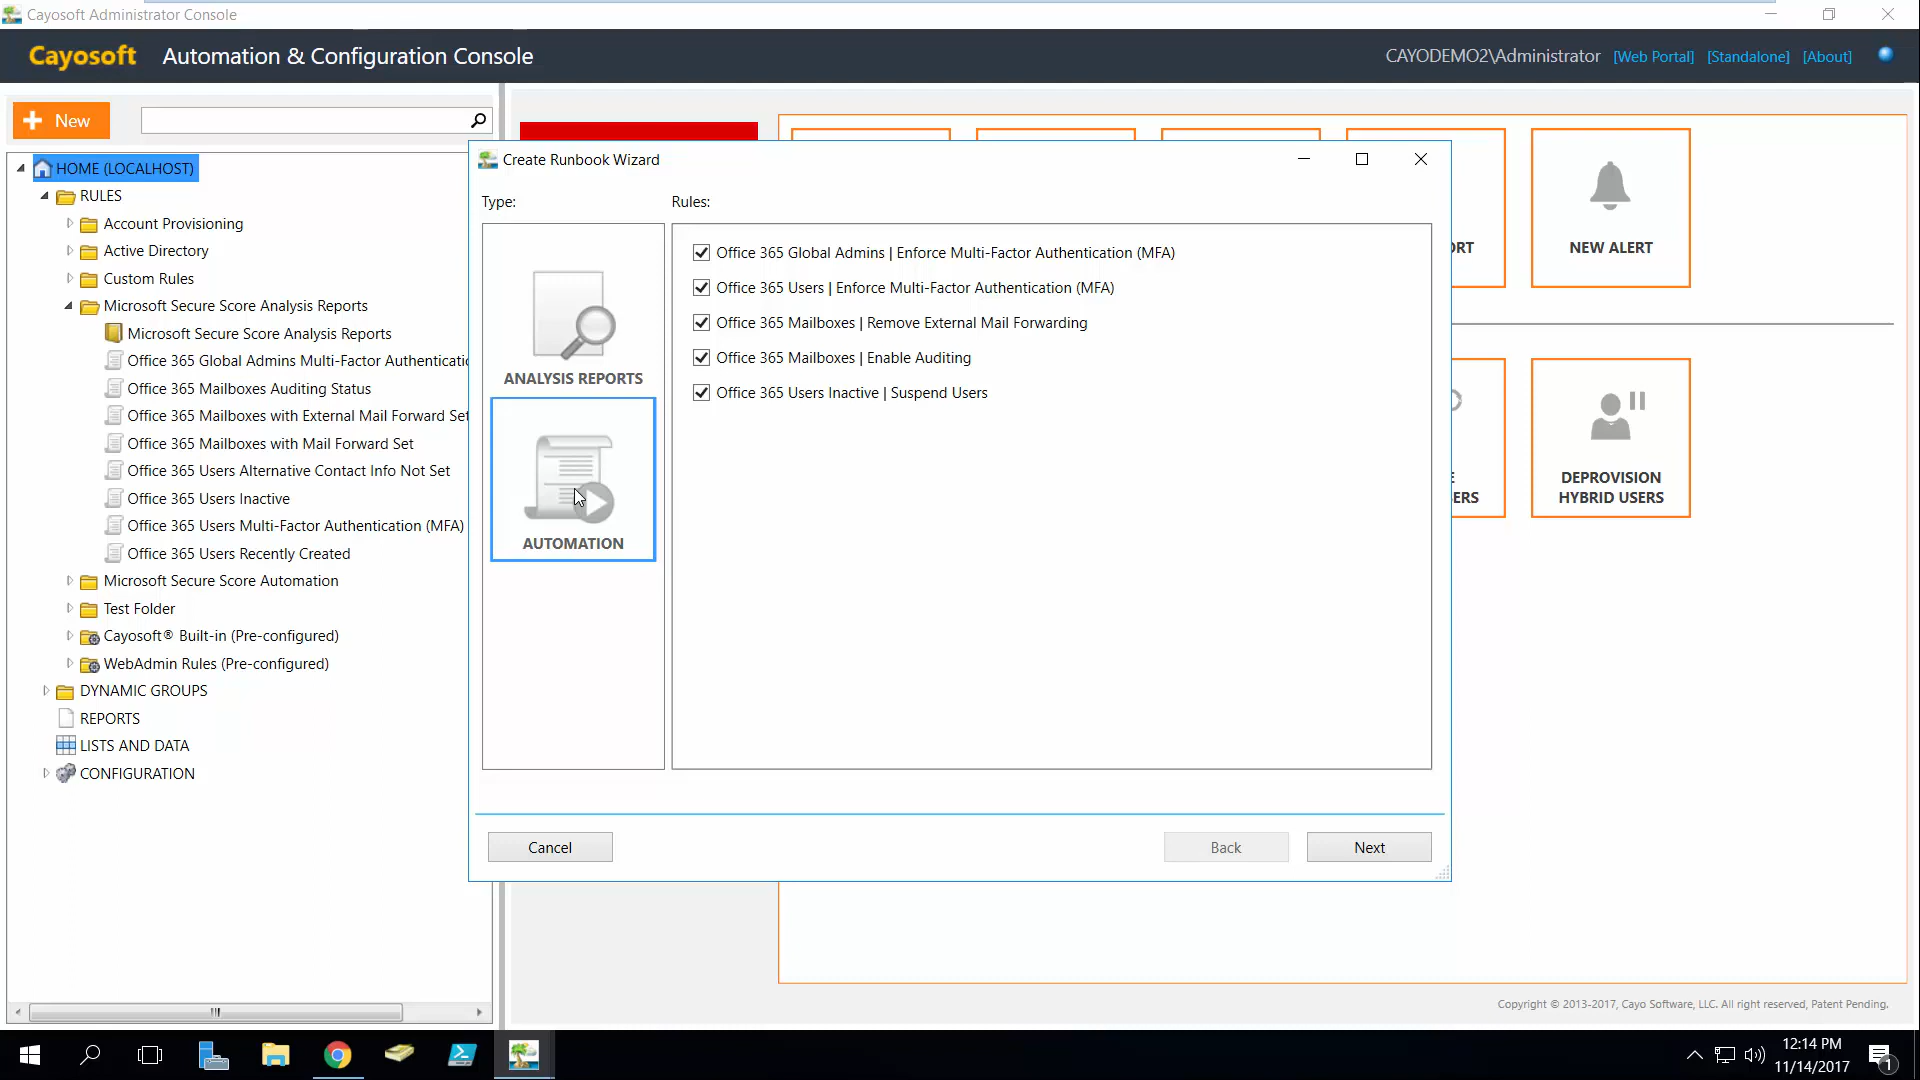 Cayosoft Administrator Console
Cayosoft Automation & Configuration Console
CAYODEMO2\Administrator [Web Portal] [Standalone] [About]
New
HOME (LOCALHOST)
RULES
Account Provisioning
Active Directory
Custom Rules
Microsoft Secure Score Analysis Reports
Microsoft Secure Score Analysis Reports
Office 365 Global Admins Multi-Factor Authenticatio
Office 365 Mailboxes Auditing Status
Office 365 Mailboxes with External Mail Forward Set
Office 365 Mailboxes with Mail Forward Set
Office 365 Users Alternative Contact Info Not Set
Office 365 Users Inactive
Office 365 Users Multi-Factor Authentication (MFA)
Office 365 Users Recently Created
Microsoft Secure Score Automation
Test Folder
Cayosoft® Built-in (Pre-configured)
WebAdmin Rules (Pre-configured)
DYNAMIC GROUPS
REPORTS
LISTS AND DATA
CONFIGURATION
Create Runbook Wizard
Type:
Rules:
ANALYSIS REPORTS
AUTOMATION
Office 365 Global Admins | Enforce Multi-Factor Authentication (MFA)
Office 365 Users | Enforce Multi-Factor Authentication (MFA)
Office 365 Mailboxes | Remove External Mail Forwarding
Office 365 Mailboxes | Enable Auditing
Office 365 Users Inactive | Suspend Users
Cancel
Back
Next
ORT
NEW ALERT
E
ERS
DEPROVISION
HYBRID USERS
Copyright © 2013-2017, Cayo Software, LLC. All right reserved, Patent Pending.
12:14 PM
11/14/2017
1